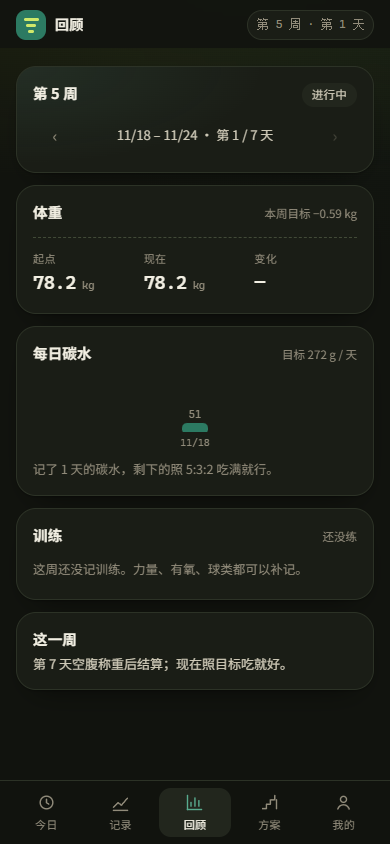 回顾
第 5 周 · 第 1 天
第 5 周
进行中
‹ 11/18 – 11/24 · 第 1 / 7 天 ›
体重
本周目标 −0.59 kg
起点 现在 变化
78.2 kg 78.2 kg –
每日碳水
目标 272 g / 天
51
11/18
记了 1 天的碳水，剩下的照 5:3:2 吃满就行。
训练
还没练
这周还没记训练。力量、有氧、球类都可以补记。
这一周
第 7 天空腹称重后结算；现在照目标吃就好。
今日 记录 回顾 方案 我的